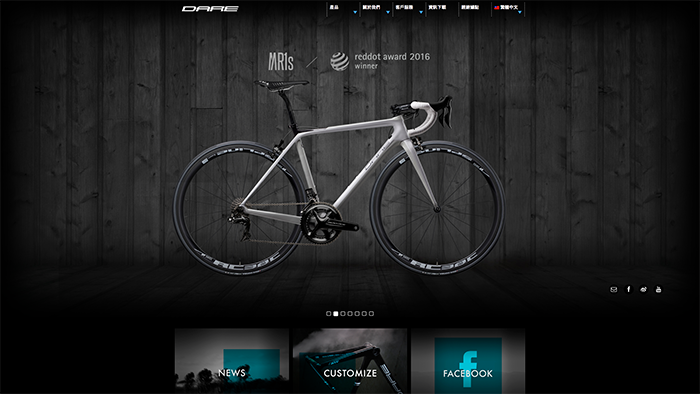 DARE
產品
關於我們
客戶服務
資訊下載
經銷據點
繁體中文
MR1s
reddot award 2016
winner
NEWS
CUSTOMIZE
FACEBOOK